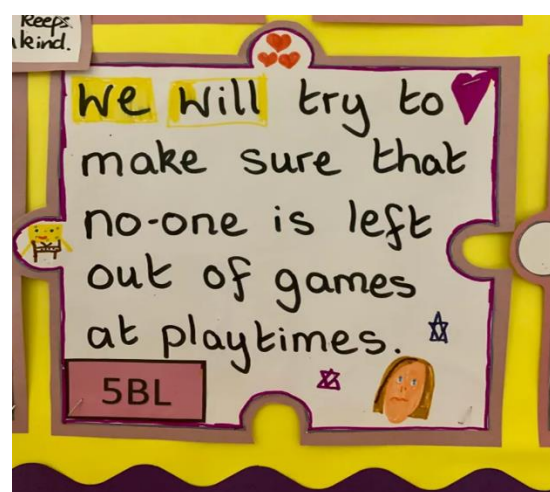 Keeps
kind.
We will try to
make sure that
no-one is left
out of games
at playtimes.
5BL